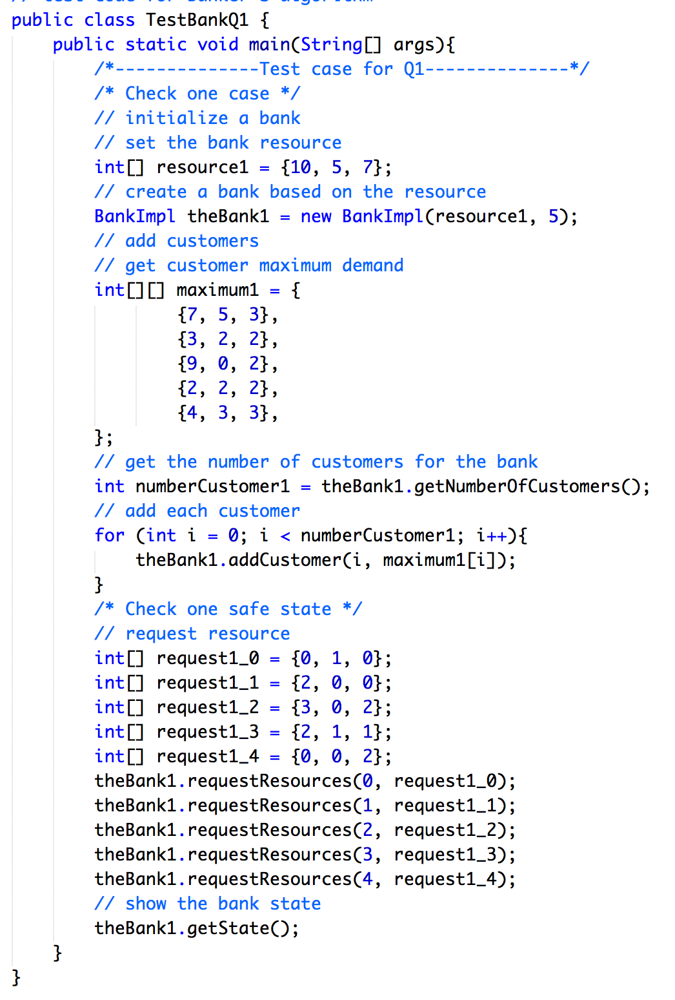 // test code for Banker's algorithm
public class TestBankQ1 {
    public static void main(String[] args){
        /*--------------Test case for Q1--------------*/
        /* Check one case */
        // initialize a bank
        // set the bank resource
        int[] resource1 = {10, 5, 7};
        // create a bank based on the resource
        BankImpl theBank1 = new BankImpl(resource1, 5);
        // add customers
        // get customer maximum demand
        int[][] maximum1 = {
                {7, 5, 3},
                {3, 2, 2},
                {9, 0, 2},
                {2, 2, 2},
                {4, 3, 3},
        };
        // get the number of customers for the bank
        int numberCustomer1 = theBank1.getNumberOfCustomers();
        // add each customer
        for (int i = 0; i < numberCustomer1; i++){
            theBank1.addCustomer(i, maximum1[i]);
        }
        /* Check one safe state */
        // request resource
        int[] request1_0 = {0, 1, 0};
        int[] request1_1 = {2, 0, 0};
        int[] request1_2 = {3, 0, 2};
        int[] request1_3 = {2, 1, 1};
        int[] request1_4 = {0, 0, 2};
        theBank1.requestResources(0, request1_0);
        theBank1.requestResources(1, request1_1);
        theBank1.requestResources(2, request1_2);
        theBank1.requestResources(3, request1_3);
        theBank1.requestResources(4, request1_4);
        // show the bank state
        theBank1.getState();
    }
}